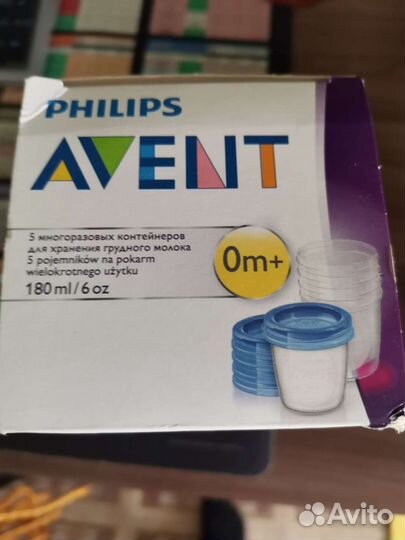 PHILIPS
AVENT
5 многоразовых контейнеров
для хранения грудного молока
5 pojemników na pokarm
wielokrotnego użytku
180 ml / 6 oz
0m+
Avito